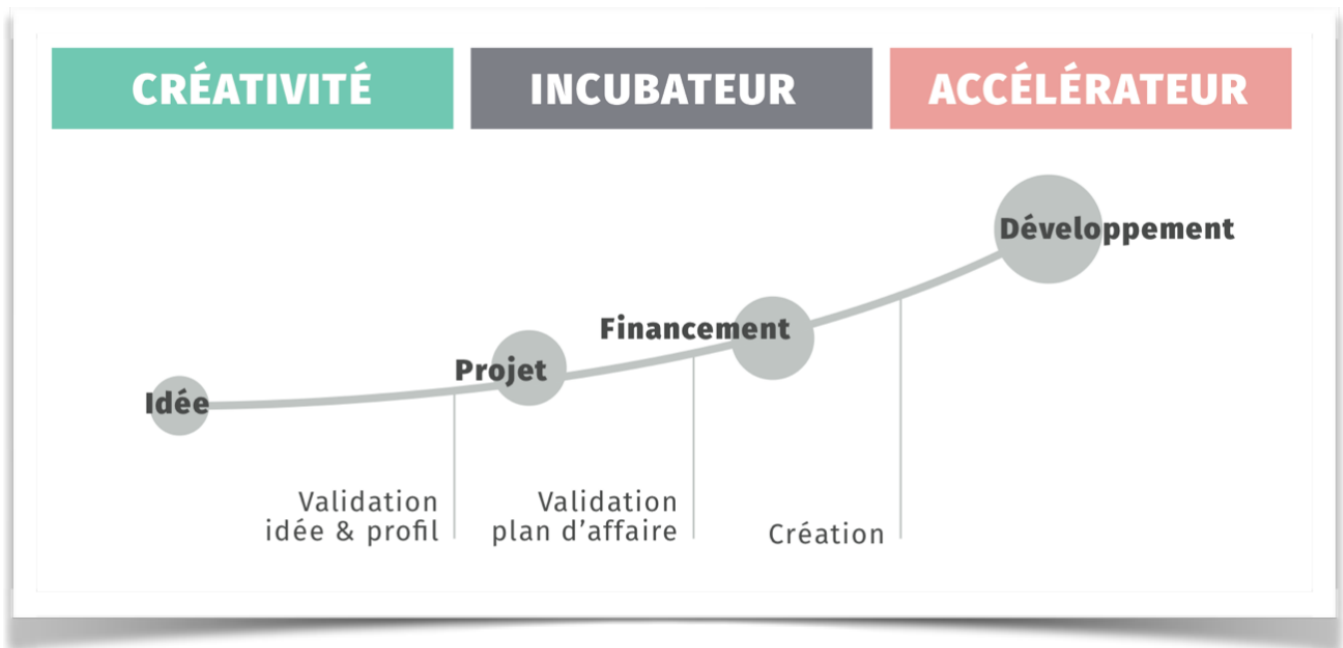 CRÉATIVITÉ
INCUBATEUR
ACCÉLÉRATEUR
Développement
Financement
Projet
Idée
Validation
idée & profil
Validation
plan d’affaire
Création